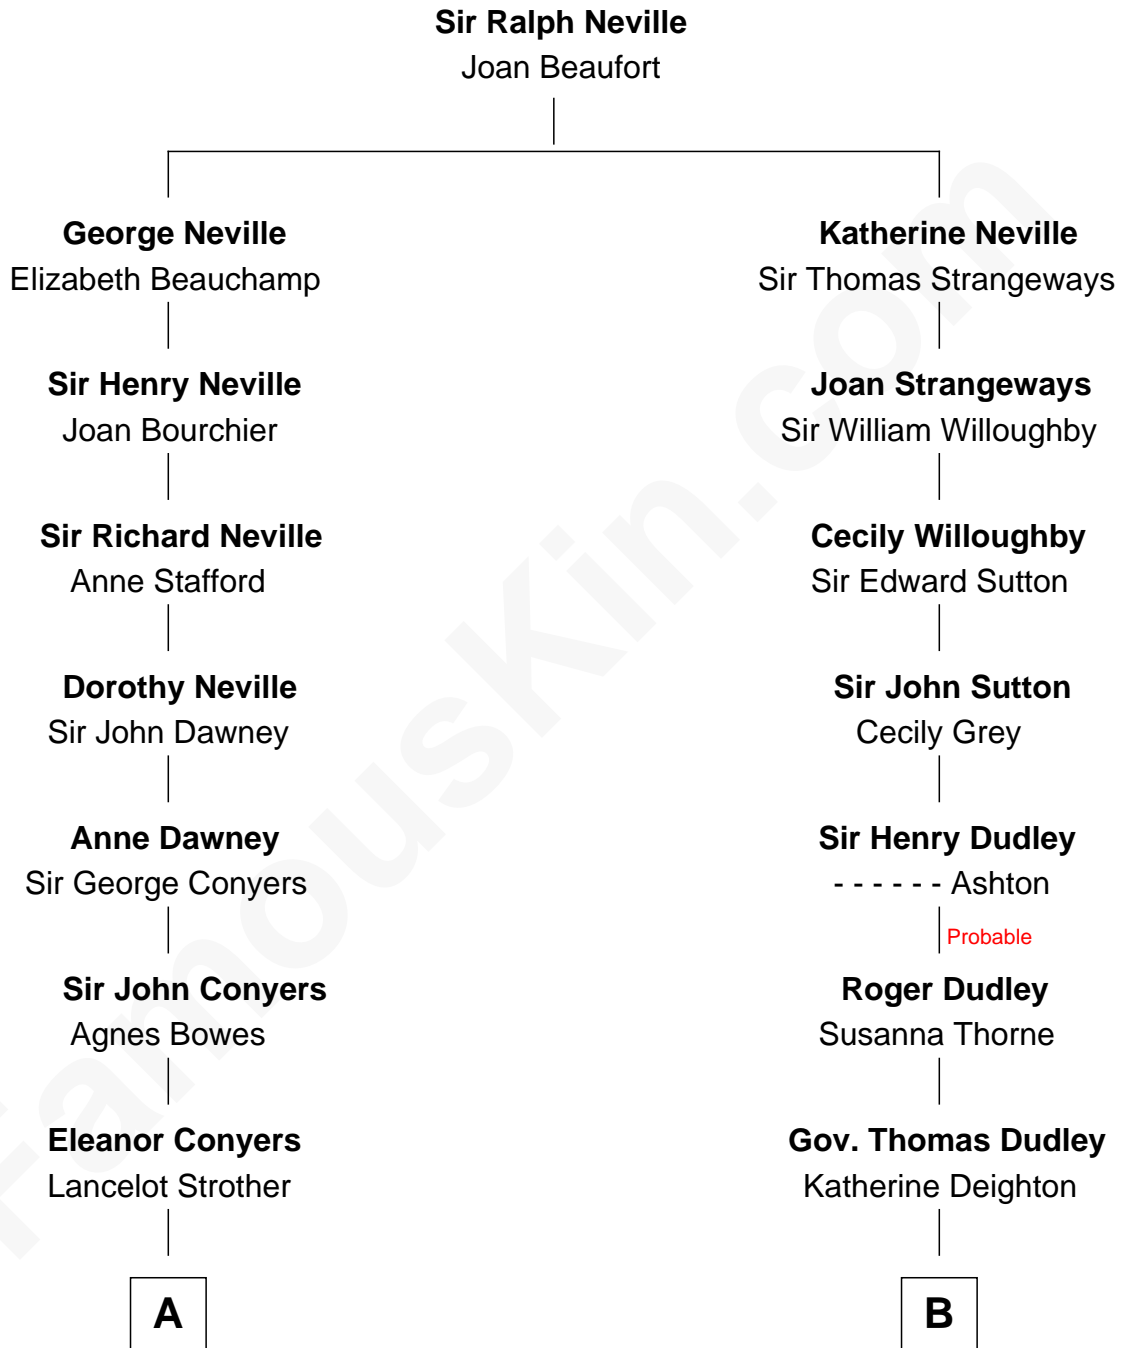 Sir Ralph Neville
Joan Beaufort
George Neville
Elizabeth Beauchamp
Katherine Neville
Sir Thomas Strangeways
Sir Henry Neville
Joan Bourchier
Joan Strangeways
Sir William Willoughby
Sir Richard Neville
Anne Stafford
Cecily Willoughby
Sir Edward Sutton
Dorothy Neville
Sir John Dawney
Sir John Sutton
Cecily Grey
Anne Dawney
Sir George Conyers
Sir Henry Dudley
- - - - - - Ashton
Probable
Sir John Conyers
Agnes Bowes
Roger Dudley
Susanna Thorne
Eleanor Conyers
Lancelot Strother
Gov. Thomas Dudley
Katherine Deighton
A
B
FamousKin.com